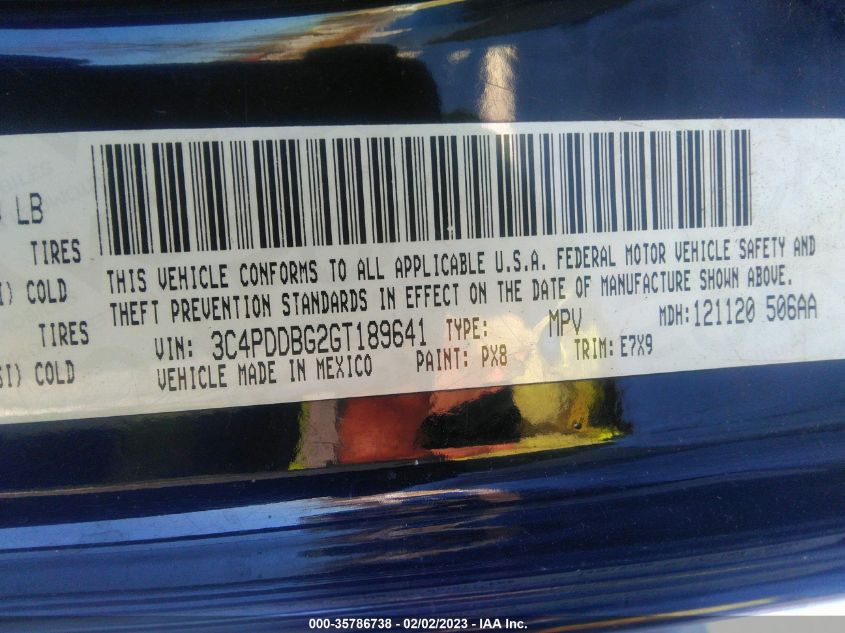 LB
TIRES
COLD
TIRES
COLD
THIS VEHICLE CONFORMS TO ALL APPLICABLE U.S.A. FEDERAL MOTOR VEHICLE SAFETY AND
THEFT PREVENTION STANDARDS IN EFFECT ON THE DATE OF MANUFACTURE SHOWN ABOVE.
VIN: 3C4PDDBG2GT189641 TYPE: MPV MDH:121120 506AA
VEHICLE MADE IN MEXICO PAINT: PX8 TRIM: E7X9
000-35786738 - 02/02/2023 - IAA Inc.